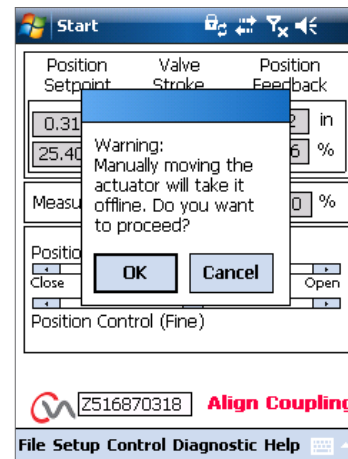 Start
Position Valve Position
Setpoint Stroke Feedback
0.31 in
25.40 6 %
Warning:
Manually moving the
actuator will take it
offline. Do you want
to proceed?
Measu 0 %
OK Cancel
Positio
Close Open
Position Control (Fine)
Z516870318 Align Coupling
File Setup Control Diagnostic Help